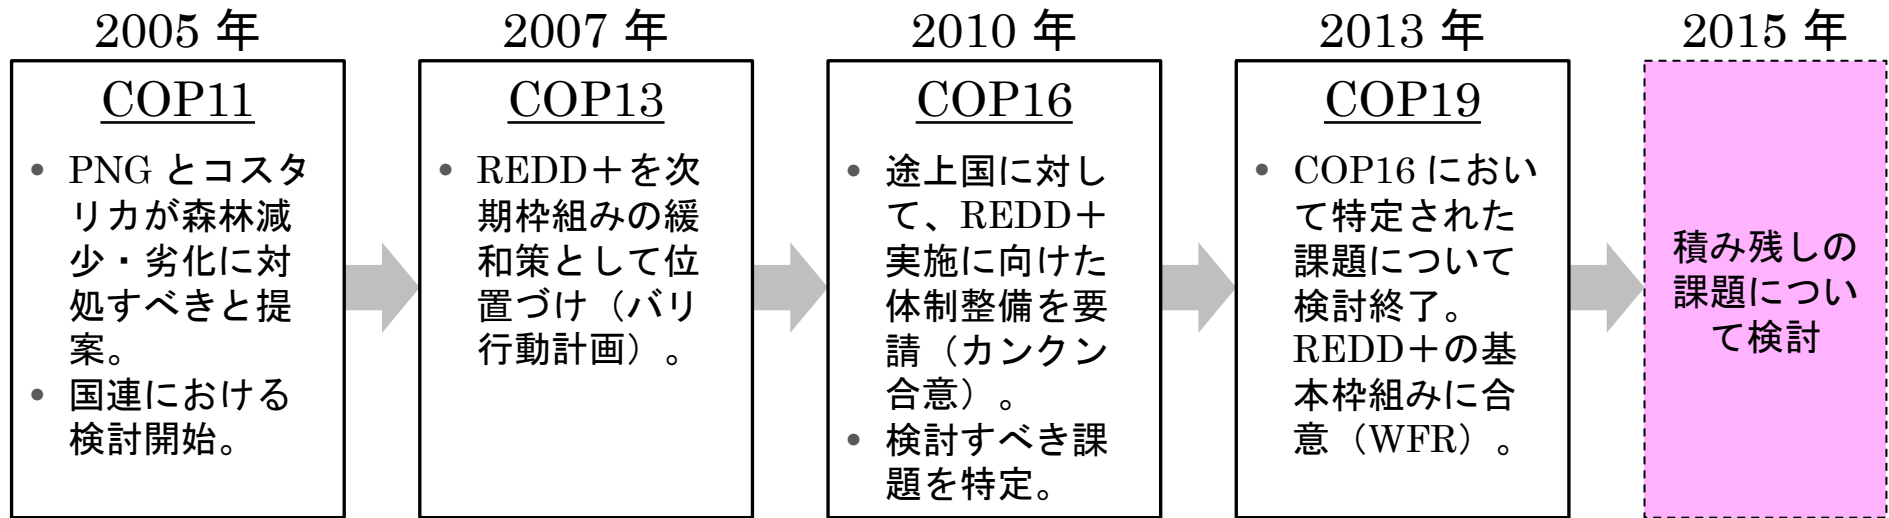 2005 年
COP11
• PNG とコスタ
リカが森林減
少・劣化に対
処すべきと提
案。
• 国連における
検討開始。
2007 年
COP13
• REDD＋を次
期枠組みの緩
和策として位
置づけ（バリ
行動計画）。
2010 年
COP16
• 途上国に対し
て、REDD＋
実施に向けた
体制整備を要
請（カンクン
合意）。
• 検討すべき課
題を特定。
2013 年
COP19
• COP16 におい
て特定された
課題について
検討終了。
REDD＋の基
本枠組みに合
意（WFR）。
2015 年
積み残しの
課題につい
て検討